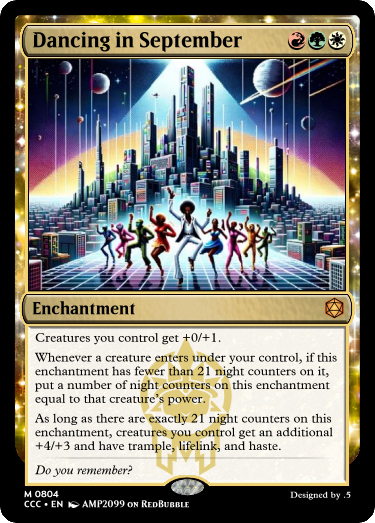 Dancing in September
Enchantment
Creatures you control get +0/+1.
Whenever a creature enters under your control, if this
enchantment has fewer than 21 night counters on it,
put a number of night counters on this enchantment
equal to that creature's power.
As long as there are exactly 21 night counters on this
enchantment, creatures you control get an additional
+4/+3 and have trample, lifelink, and haste.
Do you remember?
M 0804
CCC • EN AMP2099 on RedBubble
Designed by .5